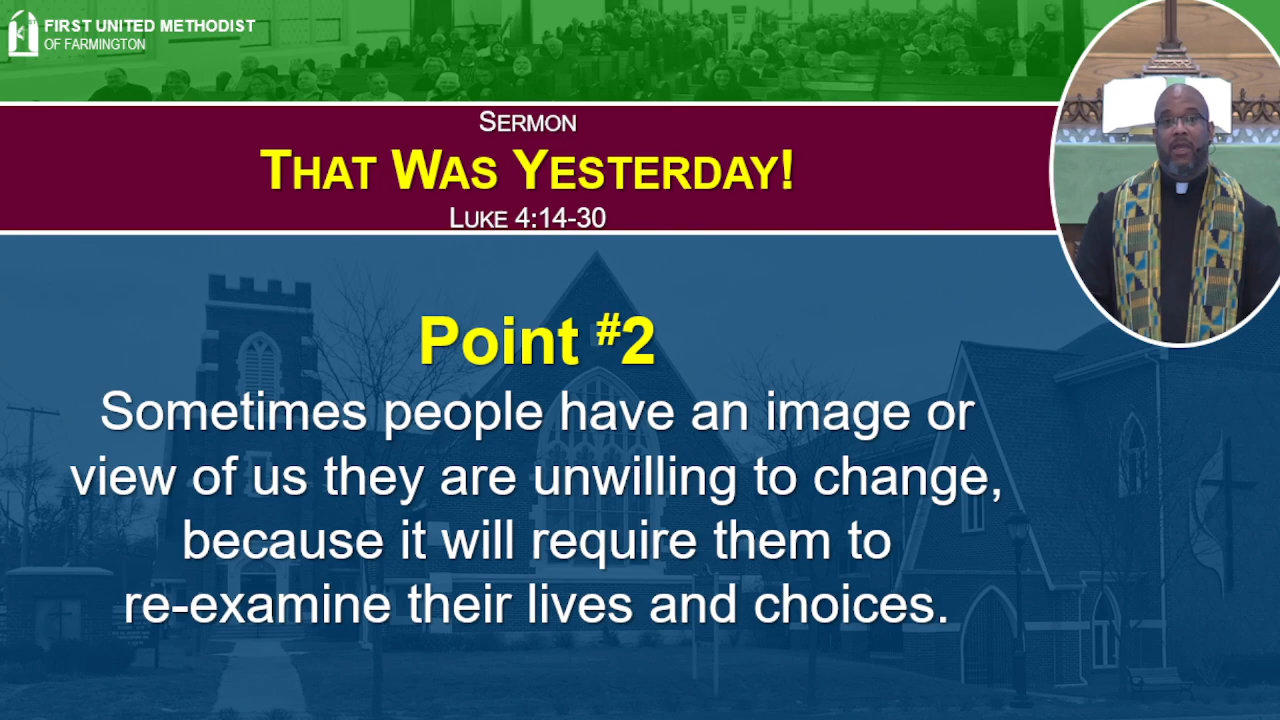 FIRST UNITED METHODIST
OF FARMINGTON
SERMON
THAT WAS YESTERDAY!
LUKE 4:14-30
Point #2
Sometimes people have an image or
view of us they are unwilling to change,
because it will require them to
re-examine their lives and choices.